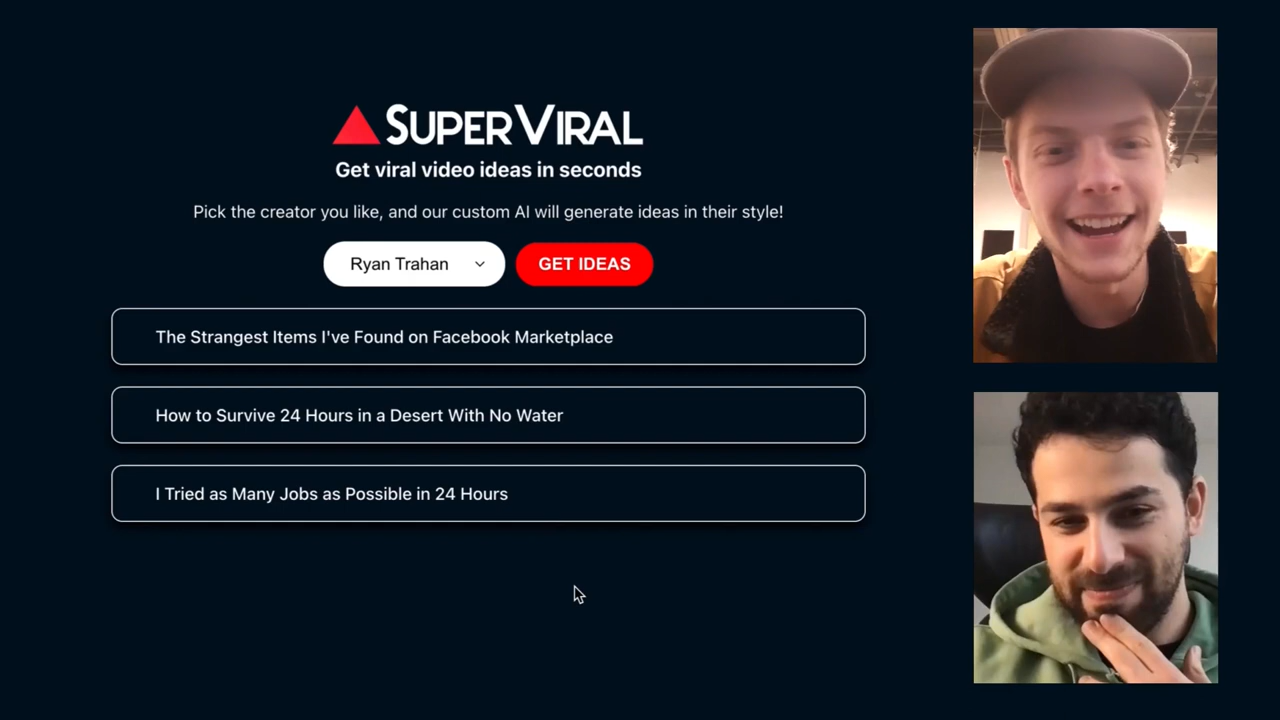 SUPERVIRAL
Get viral video ideas in seconds
Pick the creator you like, and our custom AI will generate ideas in their style!
Ryan Trahan
GET IDEAS
The Strangest Items I've Found on Facebook Marketplace
How to Survive 24 Hours in a Desert With No Water
I Tried as Many Jobs as Possible in 24 Hours